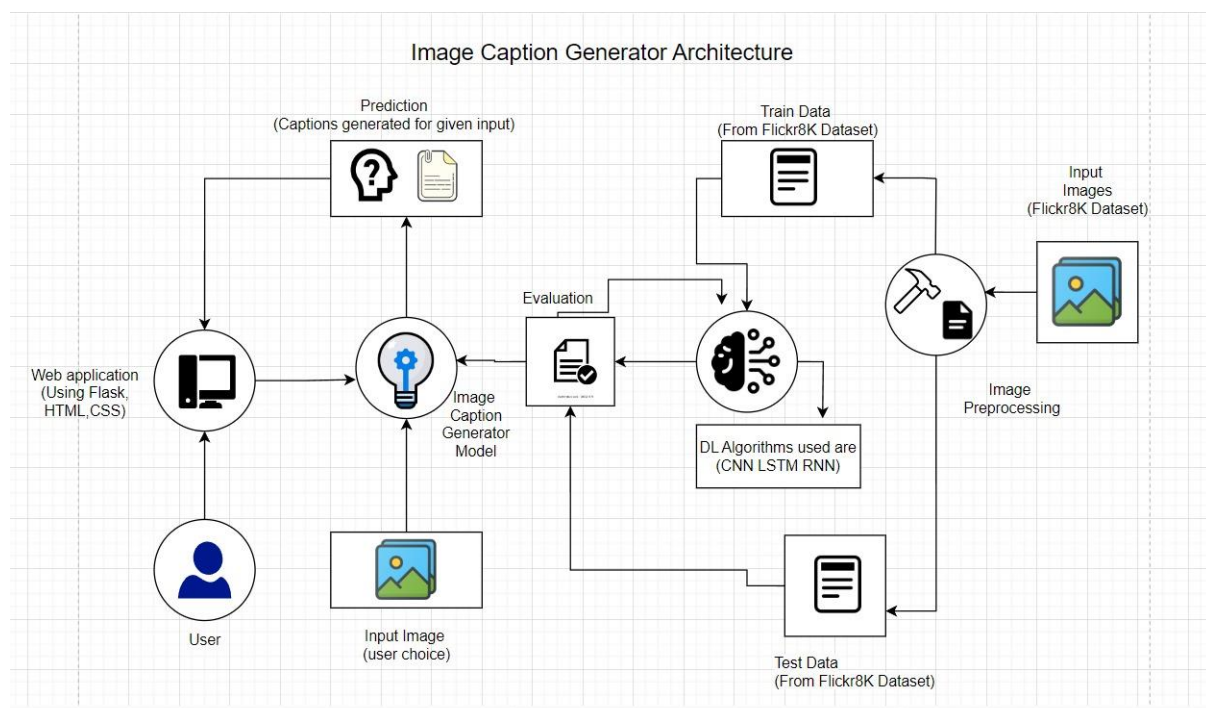 Image Caption Generator Architecture
Prediction
(Captions generated for given input)
Train Data
(From Flickr8K Dataset)
Input
Images
(Flickr8K Dataset)
Evaluation
Web application
(Using Flask,
HTML,CSS)
Image
Caption
Generator
Model
DL Algorithms used are
(CNN LSTM RNN)
Image
Preprocessing
User
Input Image
(user choice)
Test Data
(From Flickr8K Dataset)